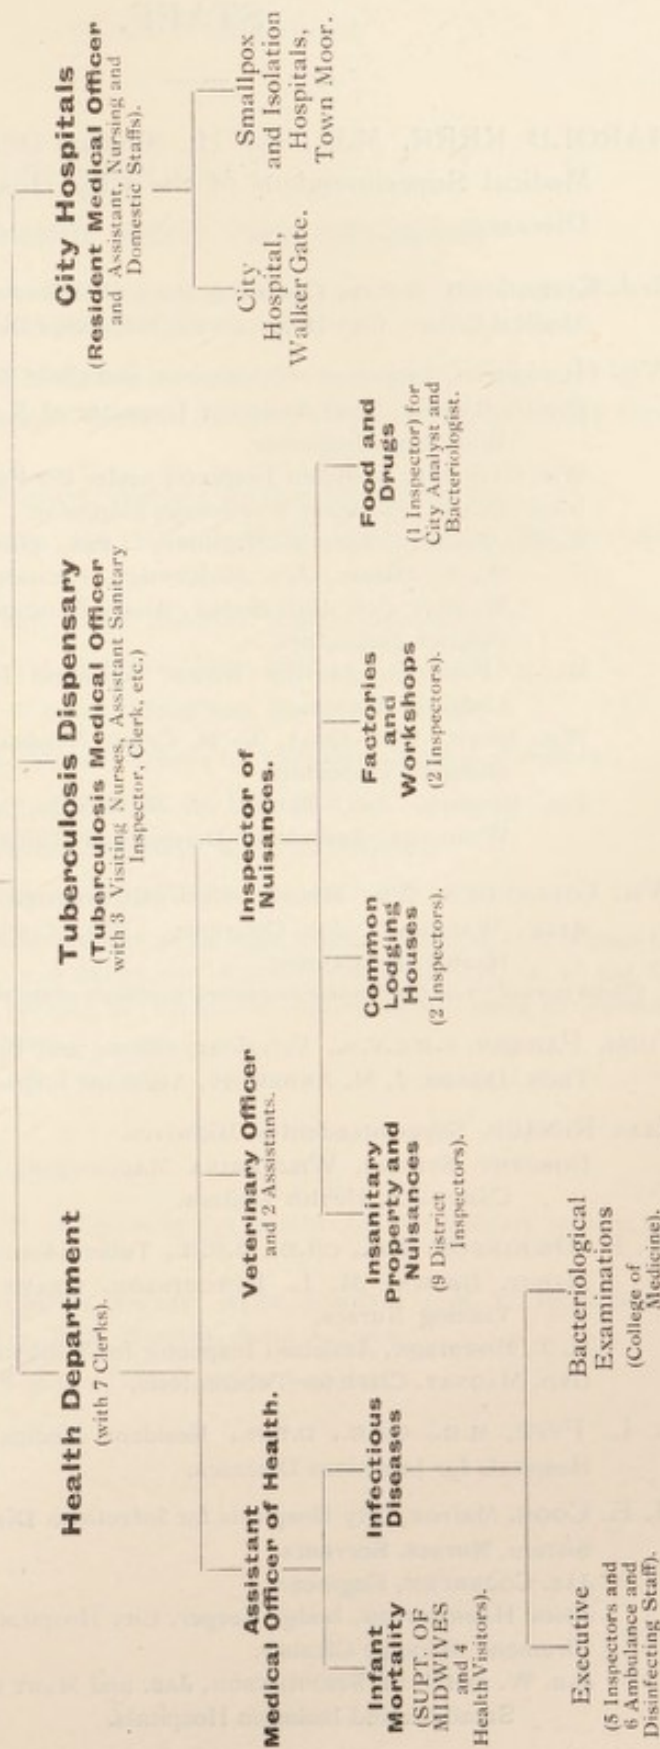 Health Department
(with 7 Clerks).
Tuberculosis Dispensary
(Tuberculosis Medical Officer
with 3 Visiting Nurses, Assistant Sanitary
Inspector, Clerk, etc.)
City Hospitals
(Resident Medical Officer
and Assistant, Nursing and
Domestic Staffs).
City
Hospital,
Walker Gate.
Smallpox
and Isolation
Hospitals,
Town Moor.
Assistant
Medical Officer of Health.
Veterinary Officer
and 2 Assistants.
Inspector of
Nuisances.
Infant
Mortality
(SUPT. OF
MIDWIVES
and 4
Health Visitors).
Infectious
Diseases
Insanitary
Property and
Nuisances
(9 District
Inspectors).
Common
Lodging
Houses
(2 Inspectors).
Factories
and
Workshops
(2 Inspectors).
Food and
Drugs
(1 Inspector) for
City Analyst and
Bacteriologist.
Executive
(5 Inspectors and
6 Ambulance and
Disinfecting Staff).
Bacteriological
Examinations
(College of
Medicine).